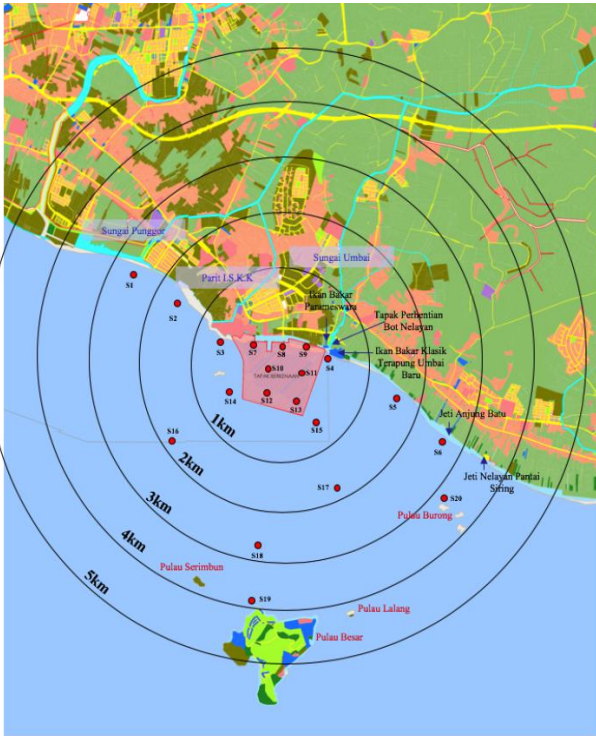 Sungai Punggor
Sungai Umbai
Parit I.S.K.K
S1
S2
Ikan Bakar
Parameswara
Tapak Perhentian
Bot Nelayan
S3
S7
S8
S9
S4
Ikan Bakar Klasik
Terapung Umbai
Baru
S10
S11
S12
S13
S14
S15
S5
Jeti Anjung Batu
S16
1km
S6
2km
Jeti Nelayan Pantai
Siring
S17
3km
S20
Pulau Burong
4km
S18
Pulau Serimbun
5km
S19
Pulau Lalang
Pulau Besar